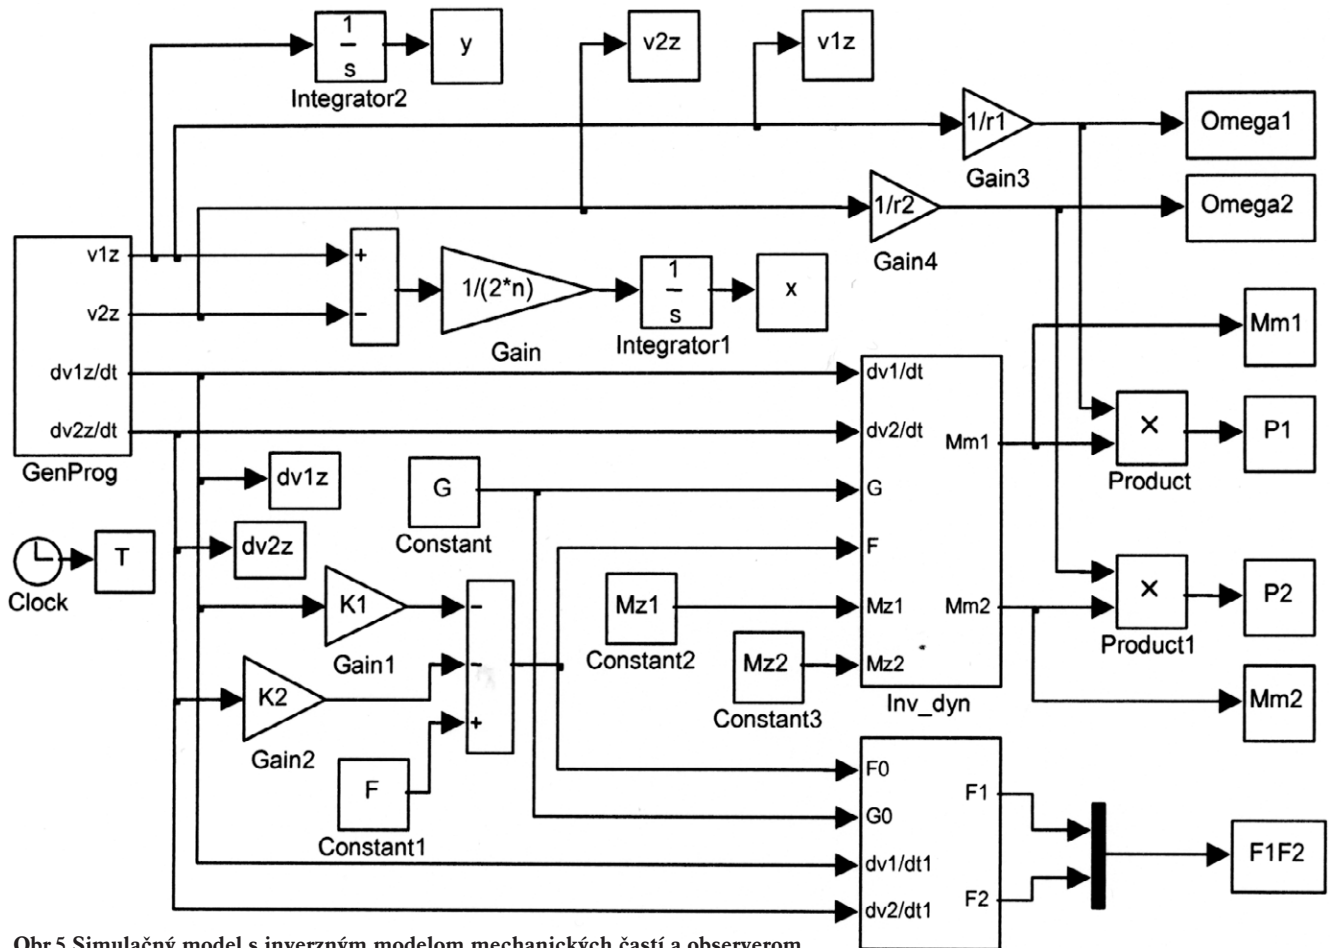 1
s
Integrator2
y
v2z
v1z
1/r1
Gain3
Omega1
1/r2
Gain4
Omega2
v1z
v2z
dv1z/dt
dv2z/dt
GenProg
+
−
1/(2*n)
Gain
1
s
Integrator1
x
Mm1
dv1/dt
dv2/dt
G
F
Mz1
Mz2
Mm1
Mm2
Inv_dyn
×
Product
P1
×
Product1
P2
Mm2
dv1z
dv2z
G
Constant
Clock
T
K1
Gain1
K2
Gain2
−
−
+
F
Constant1
Mz1
Constant2
Mz2
Constant3
F0
G0
dv1/dt1
dv2/dt1
F1
F2
F1F2
Obr.5 Simulačný model s inverzným modelom mechanických častí a observerom